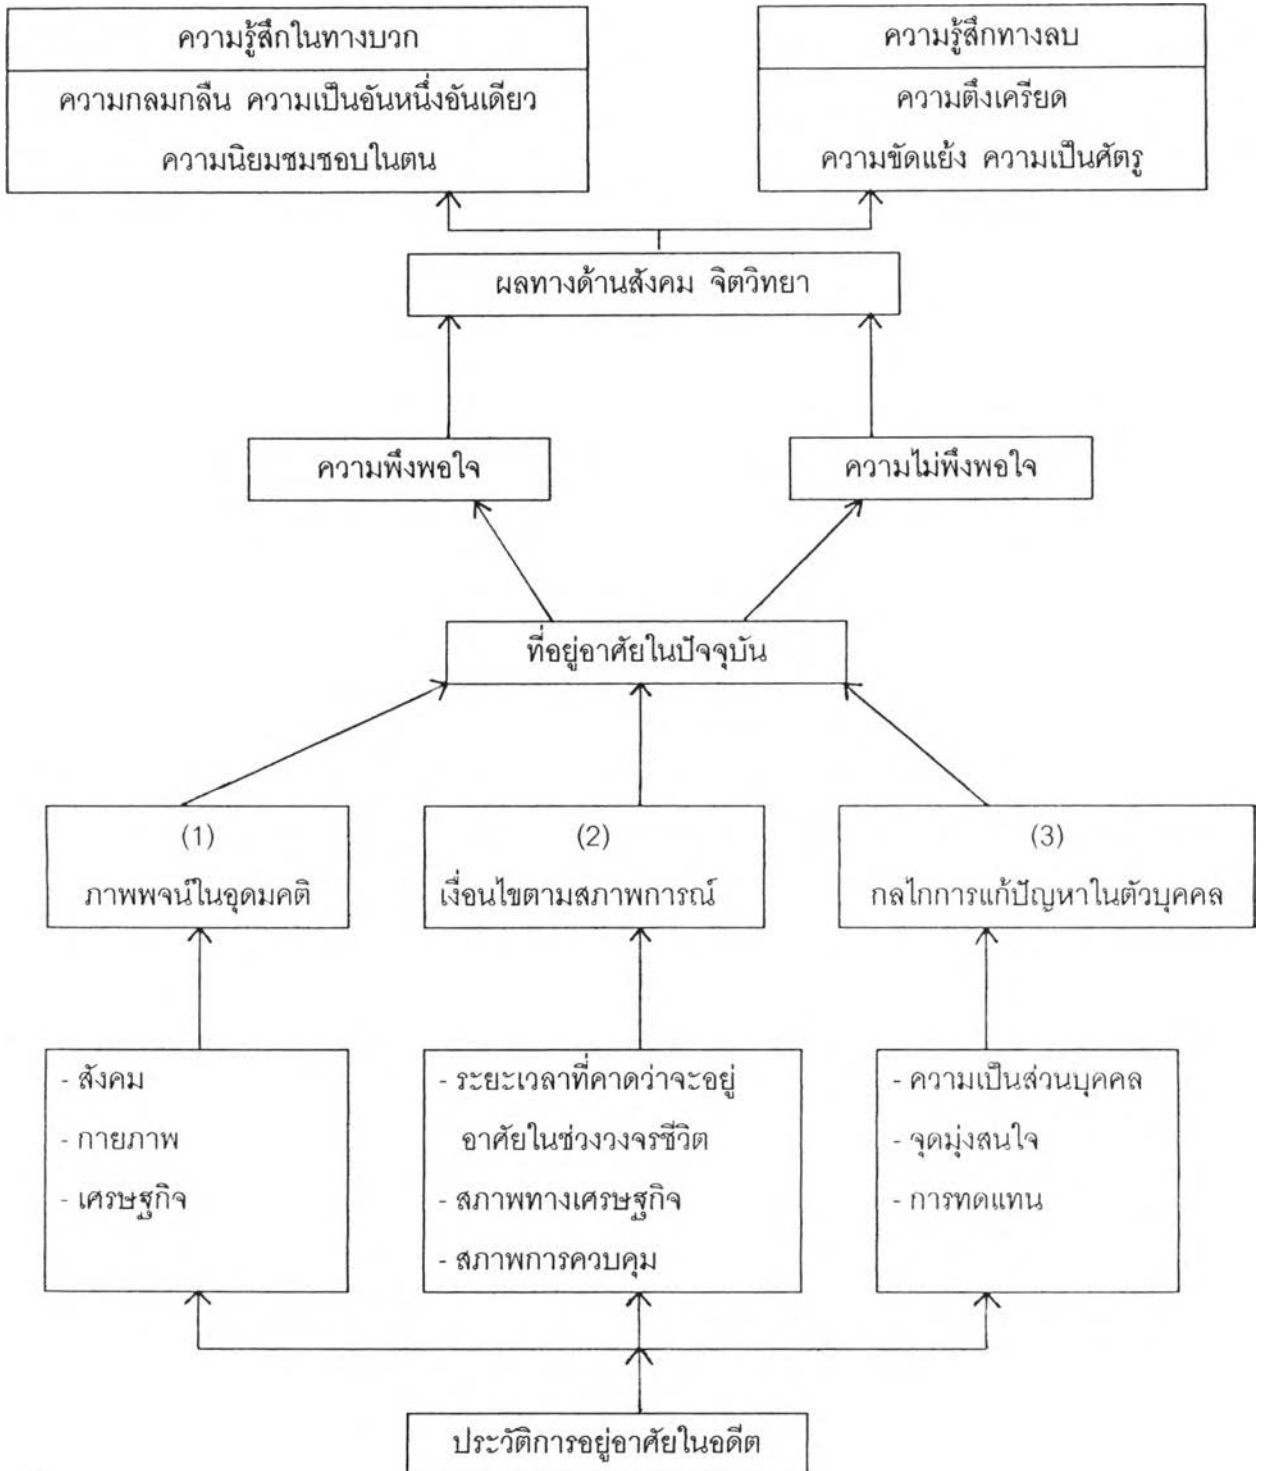 ความรู้สึกในทางบวก
ความกลมกลืน ความเป็นอันหนึ่งอันเดียว
ความนิยมชมชอบในตน
ความรู้สึกทางลบ
ความตึงเครียด
ความขัดแย้ง ความเป็นศัตรู
ผลทางด้านสังคม จิตวิทยา
ความพึงพอใจ
ความไม่พึงพอใจ
ที่อยู่อาศัยในปัจจุบัน
(1)
ภาพพจน์ในอุดมคติ
(2)
เงื่อนไขตามสภาพการณ์
(3)
กลไกการแก้ปัญหาในตัวบุคคล
- สังคม
- กายภาพ
- เศรษฐกิจ
- ระยะเวลาที่คาดว่าจะอยู่
อาศัยในช่วงวงจรชีวิต
- สภาพทางเศรษฐกิจ
- สภาพการควบคุม
- ความเป็นส่วนบุคคล
- จุดมุ่งสนใจ
- การทดแทน
ประวัติการอยู่อาศัยในอดีต